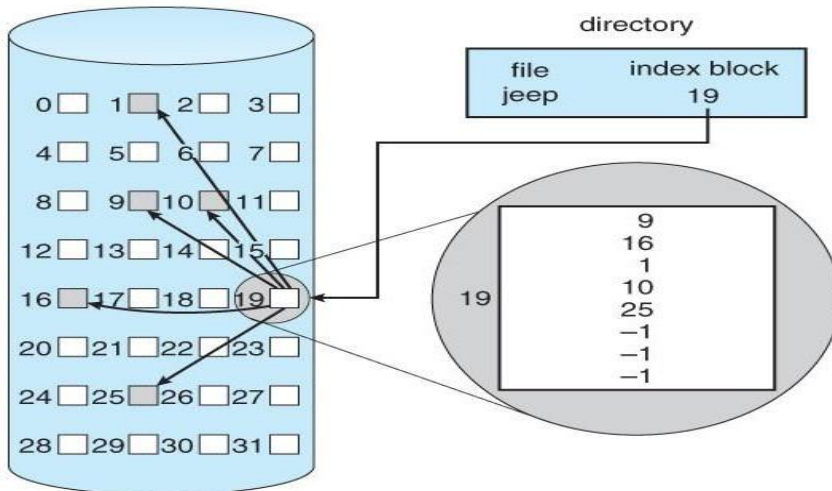 directory
file index block
jeep 19
0 1 2 3
4 5 6 7
8 9 10 11
12 13 14 15
16 17 18 19
20 21 22 23
24 25 26 27
28 29 30 31
9
16
1
10
25
–1
–1
–1
19